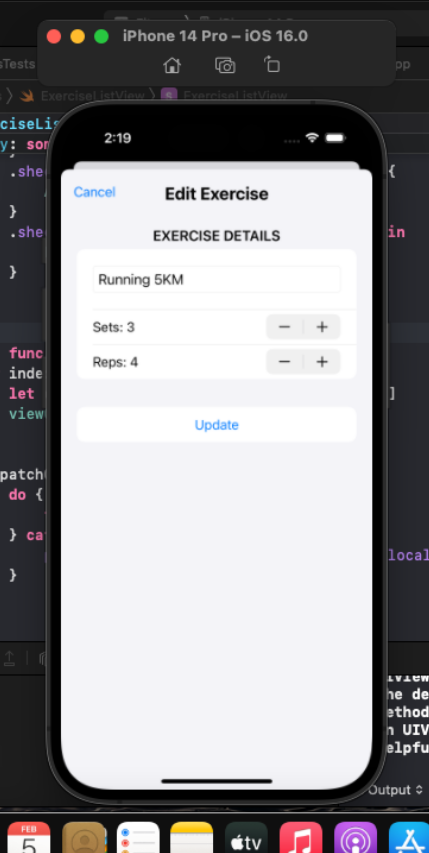 iPhone 14 Pro – iOS 16.0
sTests
pp
ExerciseListView
ExerciseListView
ciseLis
2:19
y: som
.she
{
Cancel
Edit Exercise
}
.she
in
EXERCISE DETAILS
}
Running 5KM
Sets: 3
− +
func
Reps: 4
− +
inde
let
]
view
Update
patch
do {
} ca
local
}
he de
ethod
n UIV
elpfu
Output
FEB
5
tv